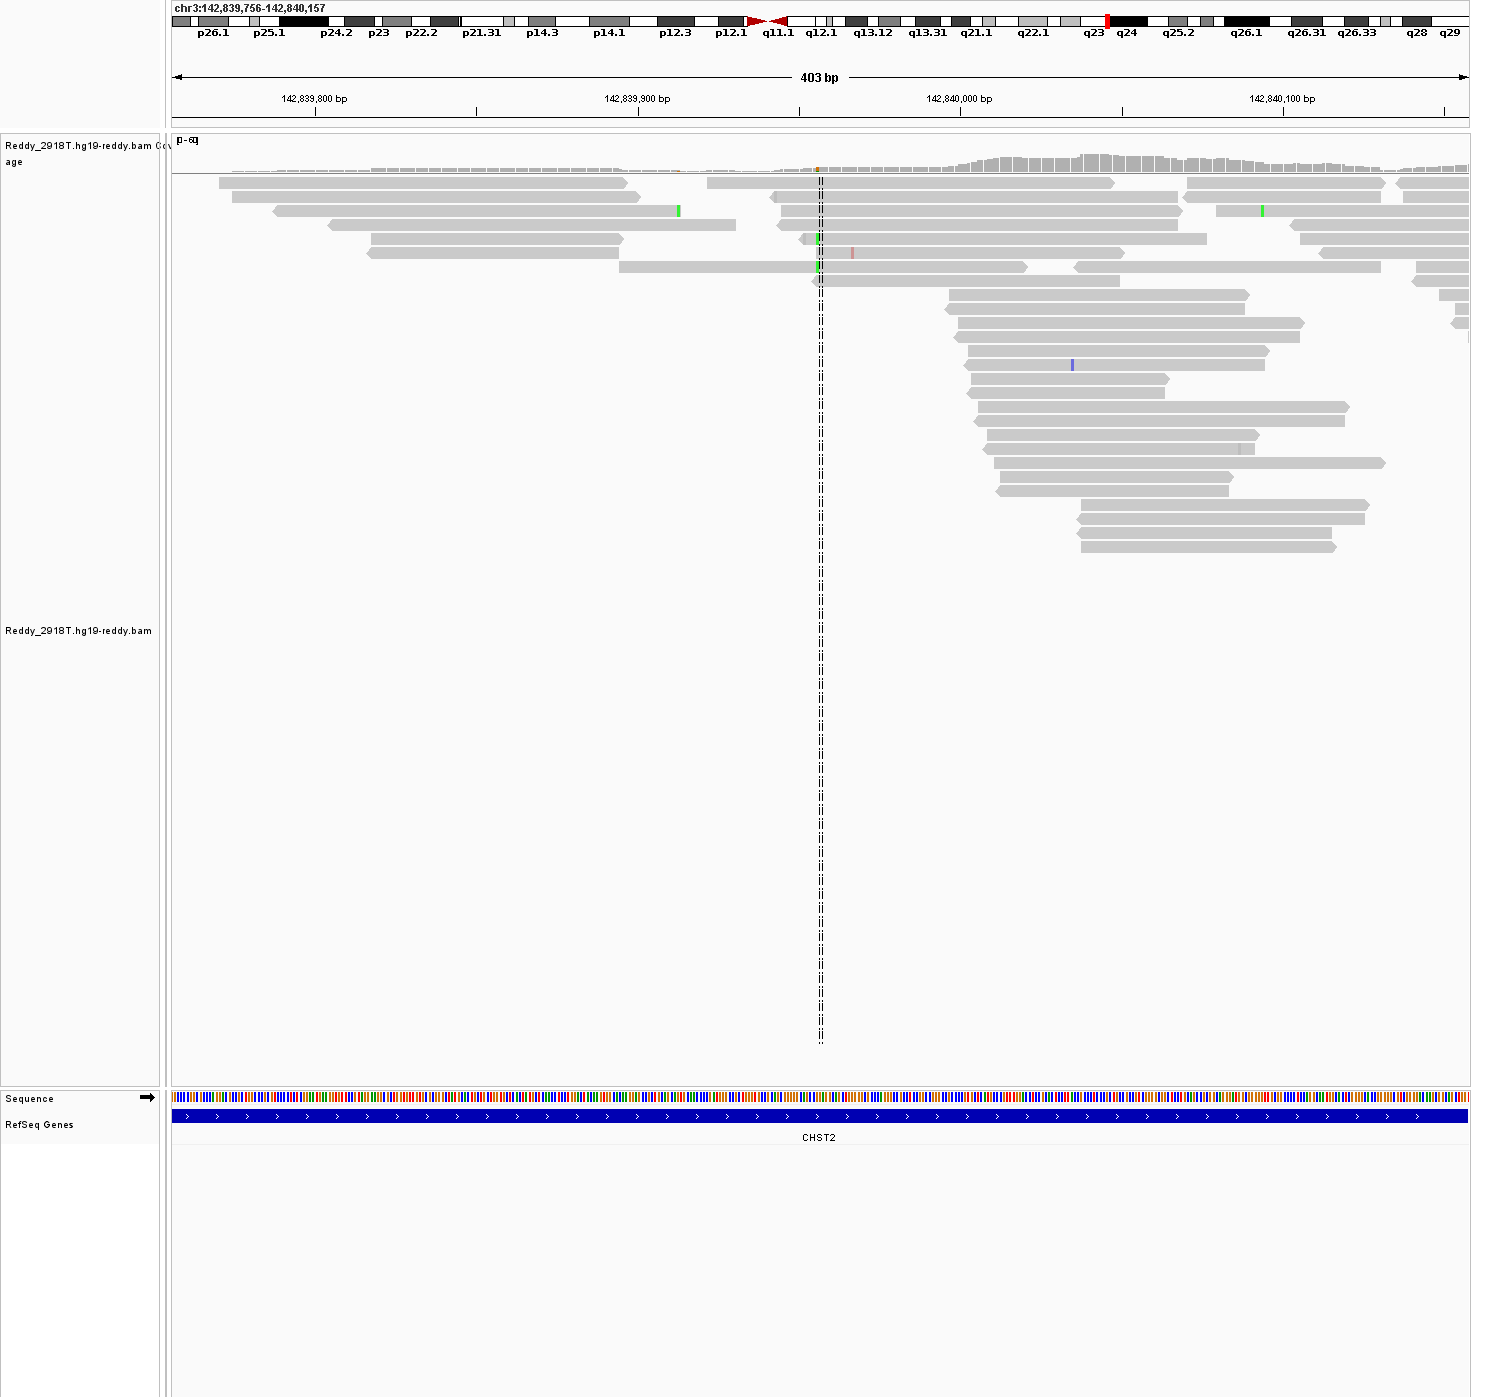 chr3:142,839,756-142,840,157
p26.1 p25.1 p24.2 p23 p22.2 p21.31 p14.3 p14.1 p12.3 p12.1 q11.1 q12.1 q13.12 q13.31 q21.1 q22.1 q23 q24 q25.2 q26.1 q26.31 q26.33 q28 q29
403 bp
142,839,800 bp 142,839,900 bp 142,840,000 bp 142,840,100 bp
Reddy_2918T.hg19-reddy.bam Cov
age
[0 - 60]
Reddy_2918T.hg19-reddy.bam
Sequence
RefSeq Genes
CHST2